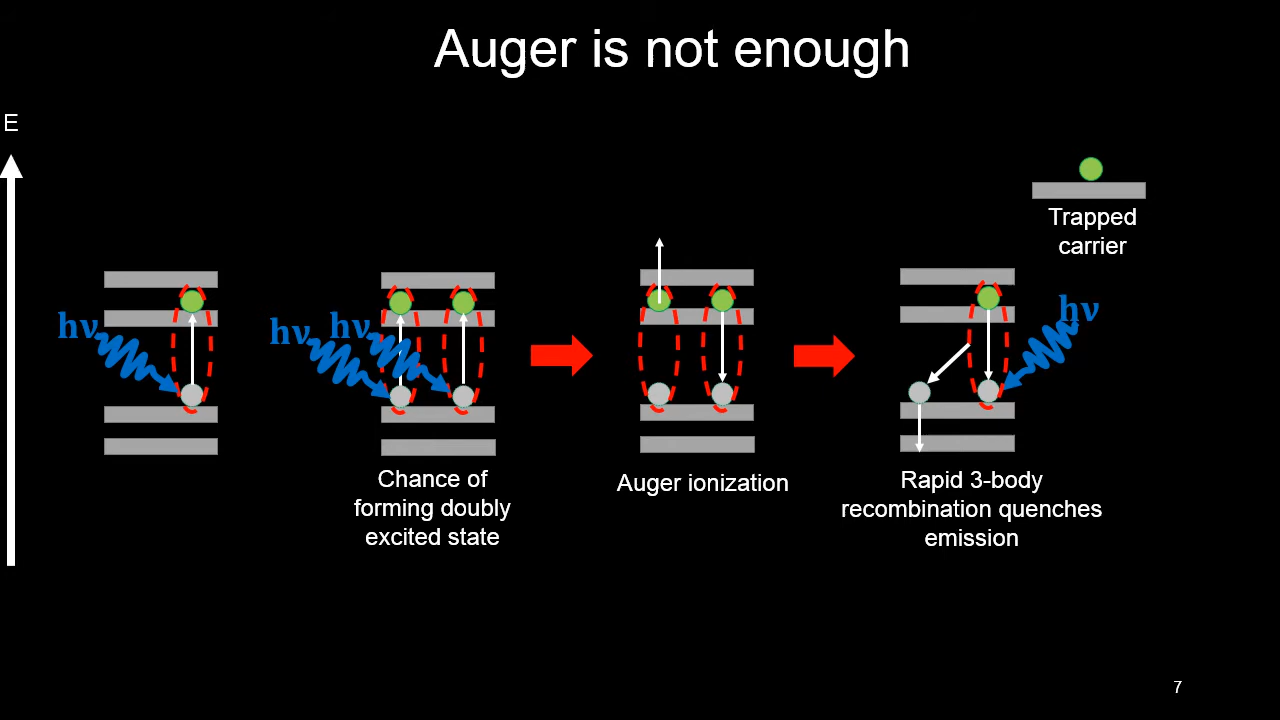 Auger is not enough
E
Trapped
carrier
hν
hν
hν
hν
Chance of
forming doubly
excited state
Auger ionization
Rapid 3-body
recombination quenches
emission
7